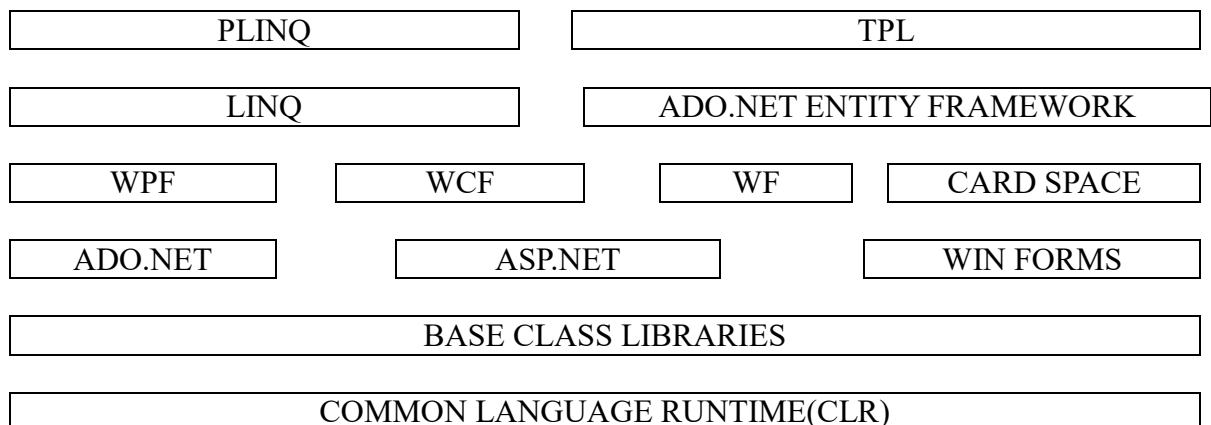 PLINQ TPL
LINQ ADO.NET ENTITY FRAMEWORK
WPF WCF WF CARD SPACE
ADO.NET ASP.NET WIN FORMS
BASE CLASS LIBRARIES
COMMON LANGUAGE RUNTIME(CLR)